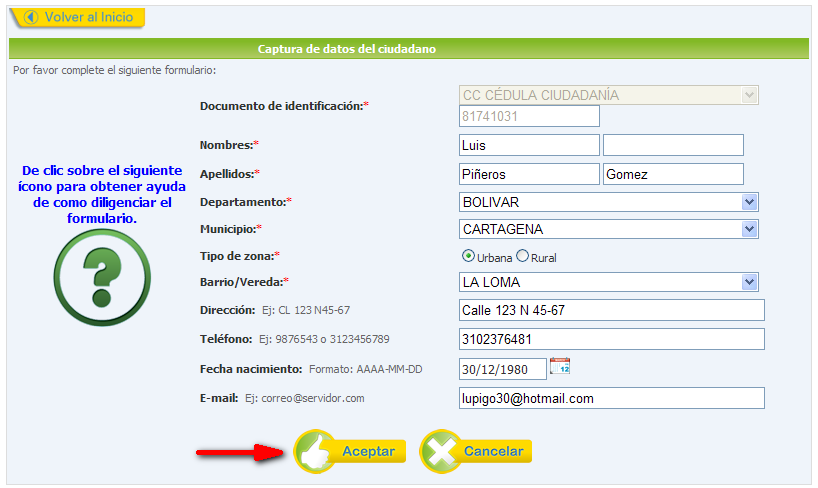 Volver al Inicio
Captura de datos del ciudadano
Por favor complete el siguiente formulario:
De clic sobre el siguiente
ícono para obtener ayuda
de como diligenciar el
formulario.
Documento de identificación:* CC CÉDULA CIUDADANÍA
81741031
Nombres:* Luis
Apellidos:* Piñeros Gomez
Departamento:* BOLIVAR
Municipio:* CARTAGENA
Tipo de zona:* Urbana Rural
Barrio/Vereda:* LA LOMA
Dirección: Ej: CL 123 N45-67 Calle 123 N 45-67
Teléfono: Ej: 9876543 o 3123456789 3102376481
Fecha nacimiento: Formato: AAAA-MM-DD 30/12/1980 12
E-mail: Ej: correo@servidor.com lupigo30@hotmail.com
Aceptar Cancelar